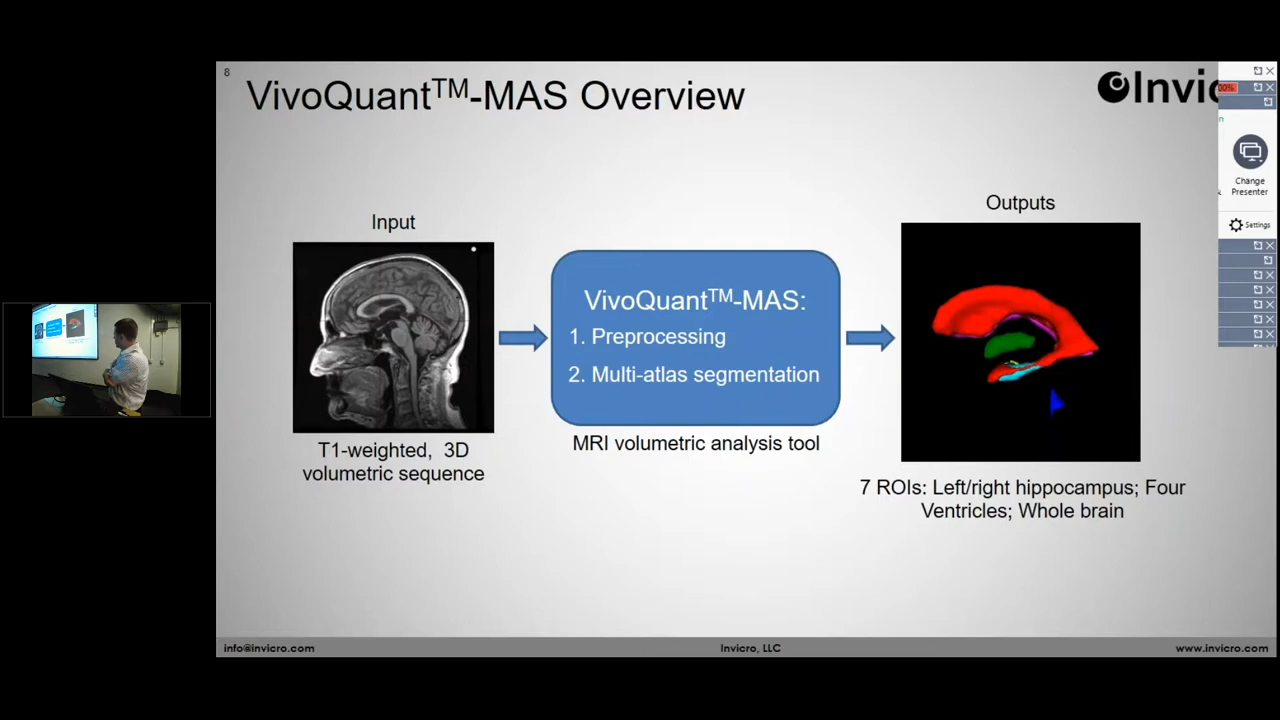 8
VivoQuant™-MAS Overview
Invic
00%
n
Change
Presenter
Settings
Input
Outputs
VivoQuant™-MAS:
1. Preprocessing
2. Multi-atlas segmentation
T1-weighted, 3D
volumetric sequence
MRI volumetric analysis tool
7 ROIs: Left/right hippocampus; Four
Ventricles; Whole brain
info@invicro.com
Invicro, LLC
www.invicro.com